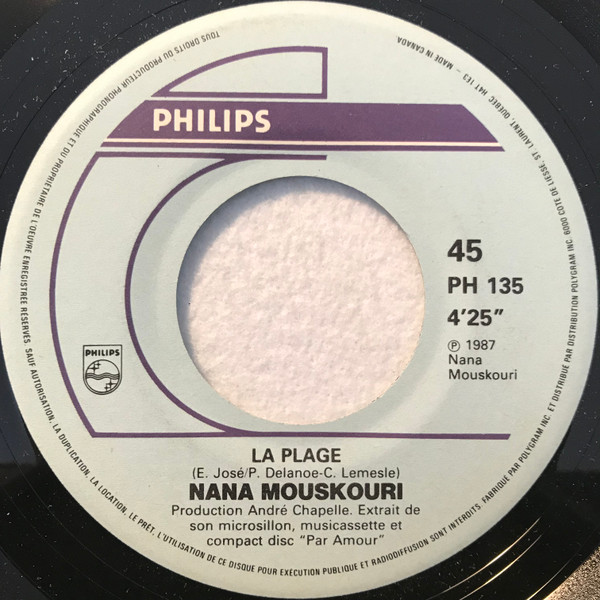 PHILIPS
45
PH 135
4'25"
℗ 1987
Nana
Mouskouri
PHILIPS
LA PLAGE
(E. José/P. Delanoe-C. Lemesle)
NANA MOUSKOURI
Production André Chapelle. Extrait de
son microsillon, musicassette et
compact disc "Par Amour"
TOUS DROITS DU PRODUCTEUR PHONOGRAPHIQUE ET DU PROPRIÉTAIRE DE L'OEUVRE ENREGISTRÉE RÉSERVÉS. SAUF AUTORISATION, LA DUPLICATION, LA LOCATION, LE PRÊT, L'UTILISATION DE CE DISQUE POUR EXÉCUTION PUBLIQUE ET RADIODIFFUSION SONT INTERDITS. FABRIQUÉ PAR POLYGRAM INC. ET DISTRIBUÉ PAR DISTRIBUTION POLYGRAM INC. 6000 COTE DE LIESSE, ST. LAURENT, QUÉBEC, H4T 1E3 - MADE IN CANADA